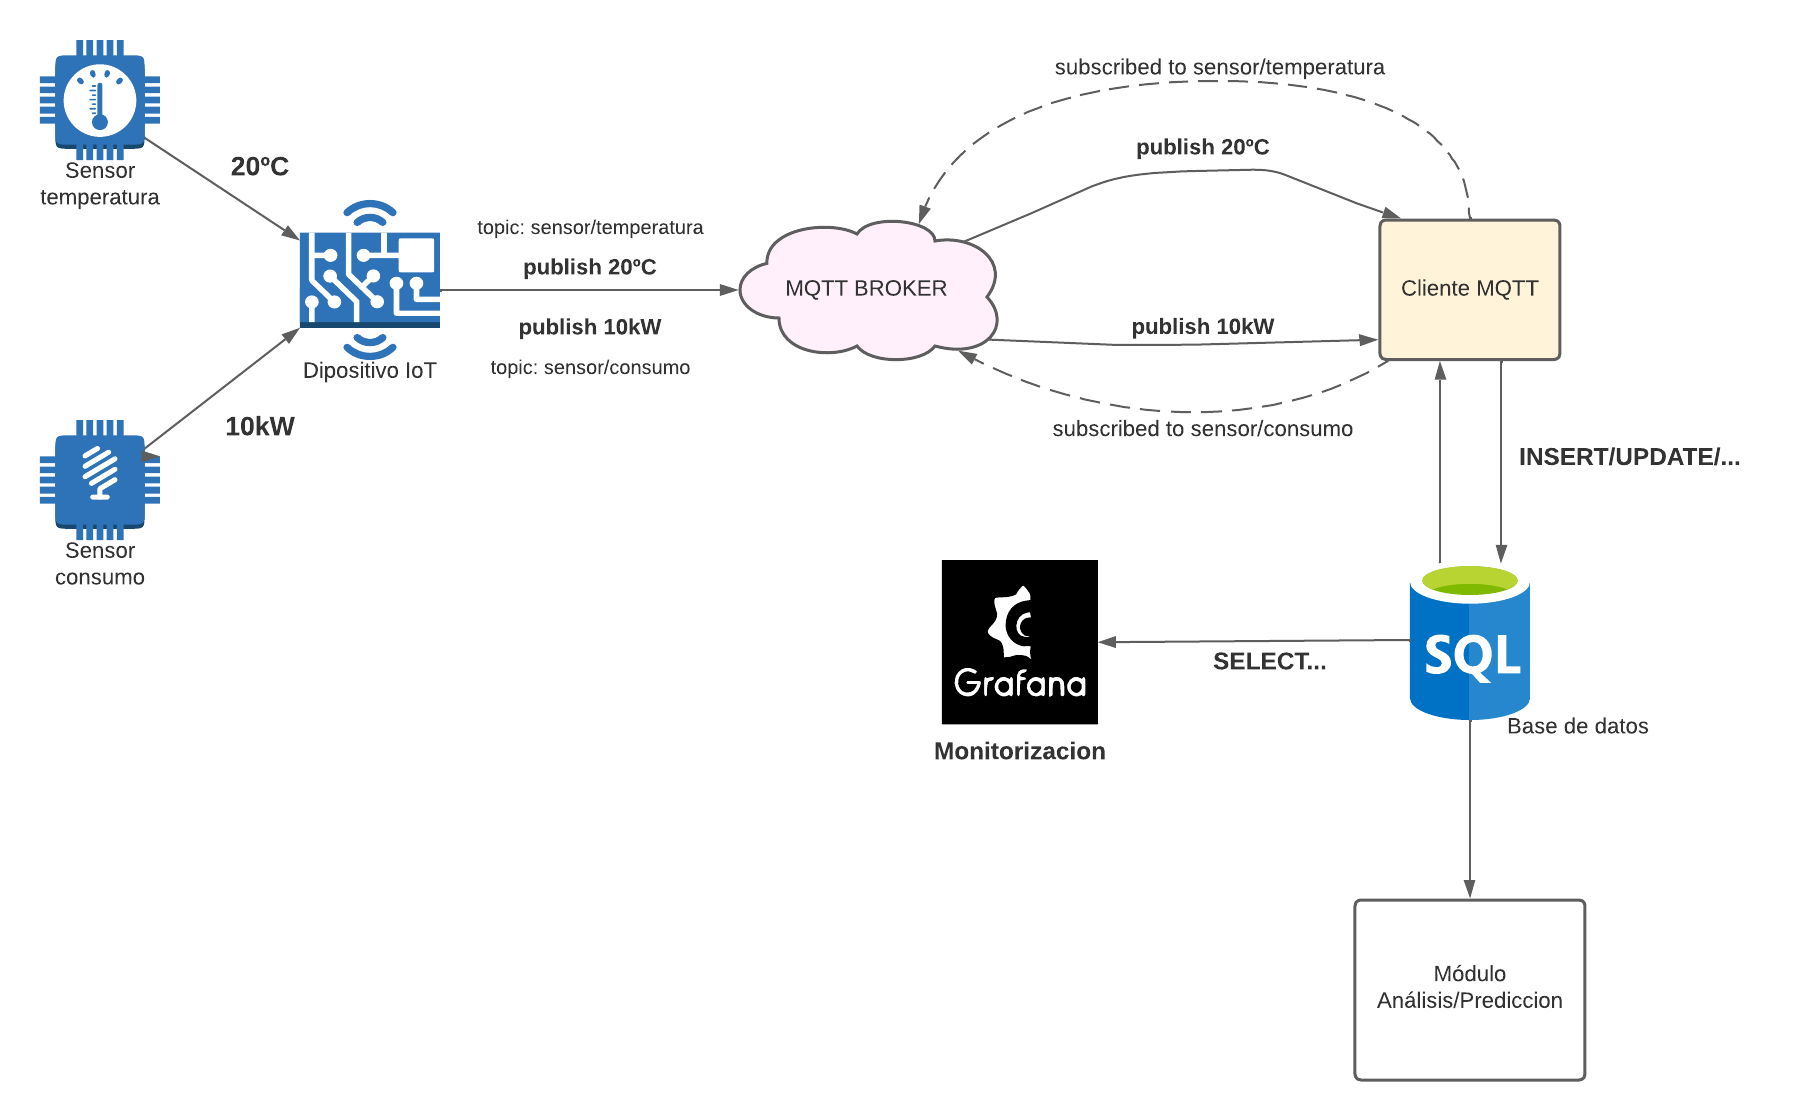 subscribed to sensor/temperatura
publish 20ºC
20ºC
Sensor
temperatura
topic: sensor/temperatura
publish 20ºC
MQTT BROKER
Cliente MQTT
publish 10kW
publish 10kW
topic: sensor/consumo
Dipositivo IoT
10kW
subscribed to sensor/consumo
INSERT/UPDATE/...
Sensor
consumo
SQL
SELECT...
Grafana
Base de datos
Monitorizacion
Módulo
Análisis/Prediccion